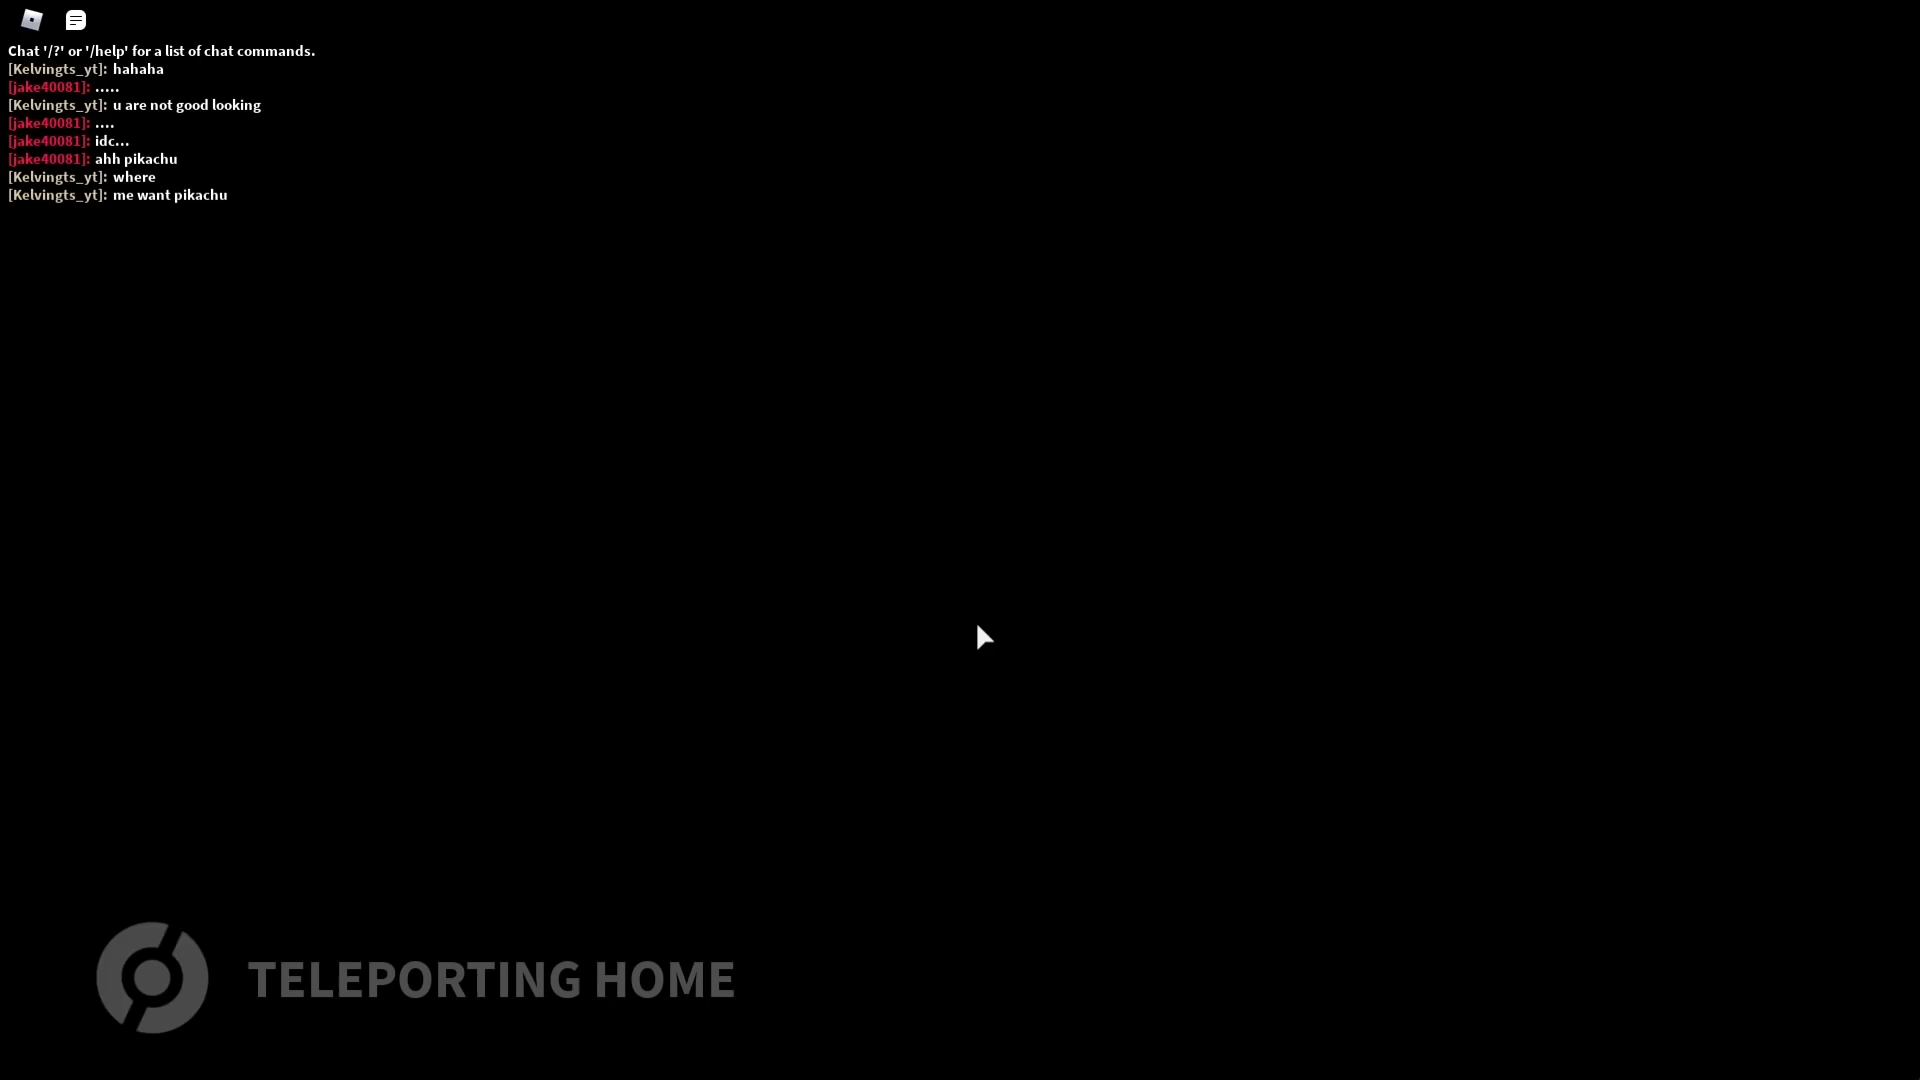 Chat '/?' or '/help' for a list of chat commands.
[Kelvingts_yt]: hahaha
[jake40081]: .....
[Kelvingts_yt]: u are not good looking
[jake40081]: ....
[jake40081]: idc...
[jake40081]: ahh pikachu
[Kelvingts_yt]: where
[Kelvingts_yt]: me want pikachu
TELEPORTING HOME